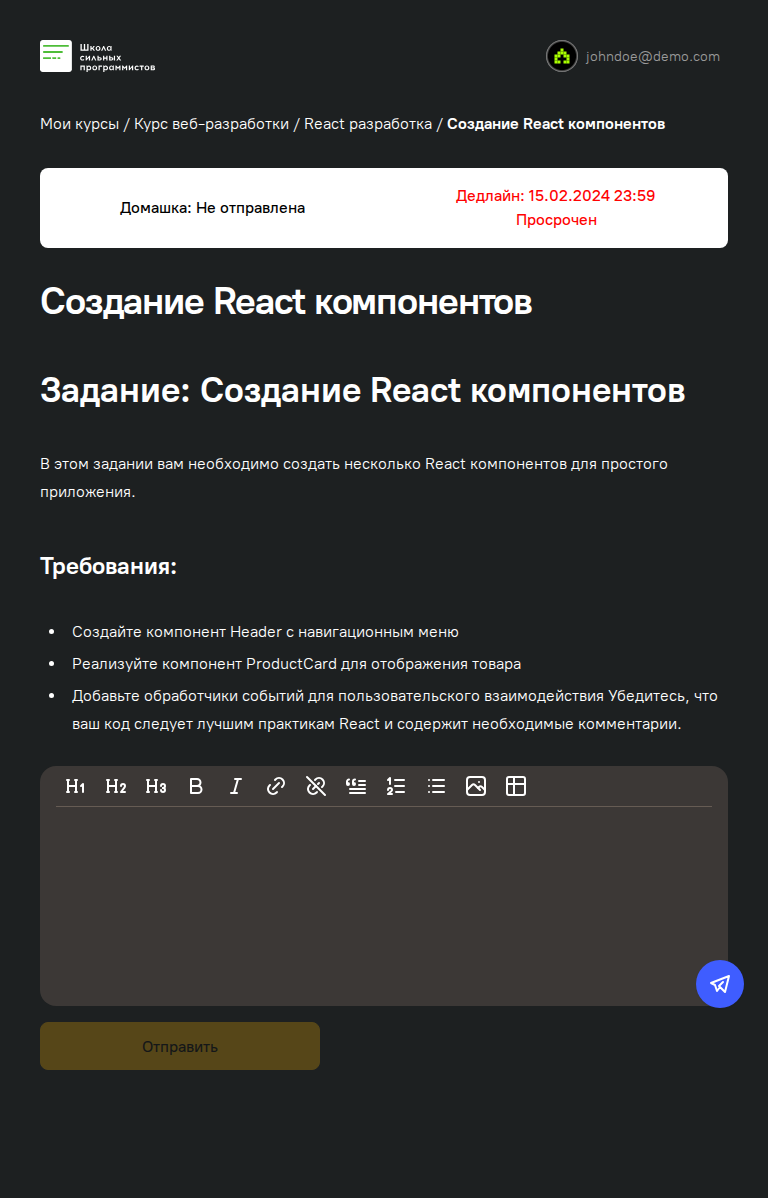 Школа
сильных
программистов
johndoe@demo.com
Мои курсы / Курс веб-разработки / React разработка / Создание React компонентов
Домашка: Не отправлена
Дедлайн: 15.02.2024 23:59
Просрочен
Создание React компонентов
Задание: Создание React компонентов
В этом задании вам необходимо создать несколько React компонентов для простого
приложения.
Требования:
Создайте компонент Header с навигационным меню
Реализуйте компонент ProductCard для отображения товара
Добавьте обработчики событий для пользовательского взаимодействия Убедитесь, что
ваш код следует лучшим практикам React и содержит необходимые комментарии.
H1 H2 H3 B I
Отправить